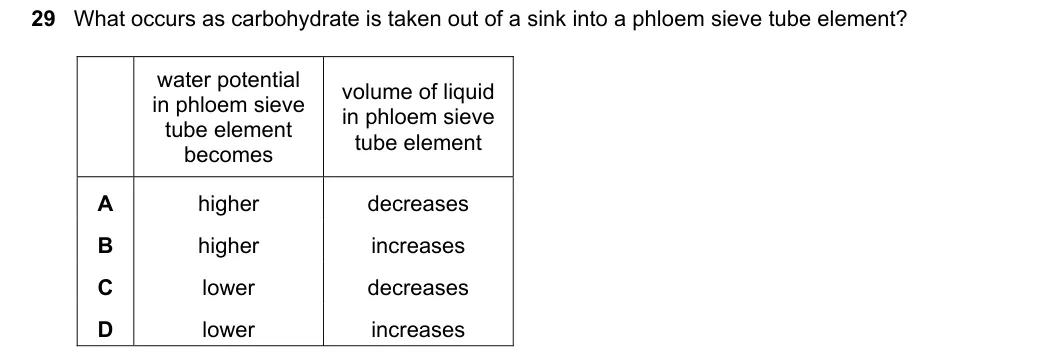 29 What occurs as carbohydrate is taken out of a sink into a phloem sieve tube element?
water potential
in phloem sieve
tube element
becomes
volume of liquid
in phloem sieve
tube element
A higher decreases
B higher increases
C lower decreases
D lower increases